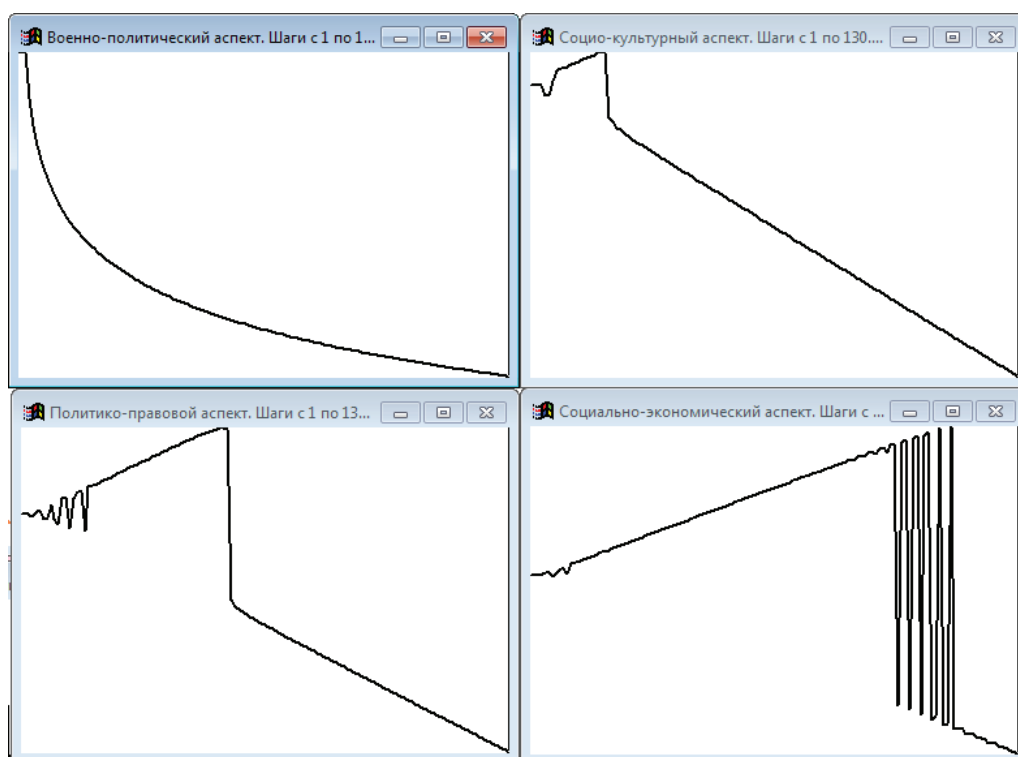 Военно-политический аспект. Шаги с 1 по 1...
Социо-культурный аспект. Шаги с 1 по 130....
Политико-правовой аспект. Шаги с 1 по 13...
Социально-экономический аспект. Шаги с ...